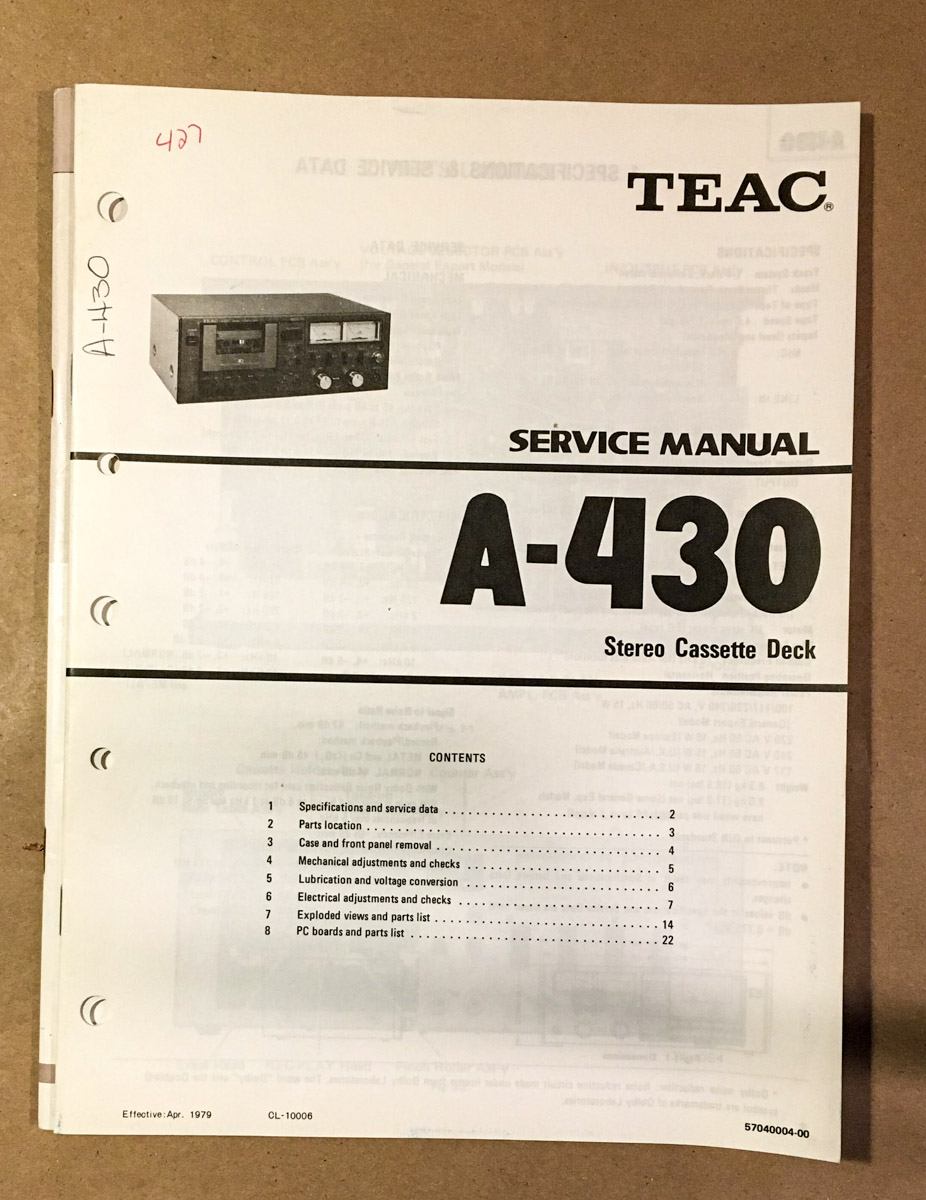 427
TEAC®
A-430
SERVICE MANUAL
A-430
Stereo Cassette Deck
CONTENTS
1 Specifications and service data . . . . . . . . . . . . . . . . . . . . . . . . . . . . 2
2 Parts location . . . . . . . . . . . . . . . . . . . . . . . . . . . . . . . . . . . . . . 3
3 Case and front panel removal . . . . . . . . . . . . . . . . . . . . . . . . . . . . . 4
4 Mechanical adjustments and checks . . . . . . . . . . . . . . . . . . . . . . . . . 5
5 Lubrication and voltage conversion . . . . . . . . . . . . . . . . . . . . . . . . . 6
6 Electrical adjustments and checks . . . . . . . . . . . . . . . . . . . . . . . . . . 7
7 Exploded views and parts list . . . . . . . . . . . . . . . . . . . . . . . . . . . . . 14
8 PC boards and parts list . . . . . . . . . . . . . . . . . . . . . . . . . . . . . . . . 22
Effective: Apr. 1979 CL-10006 57040004-00